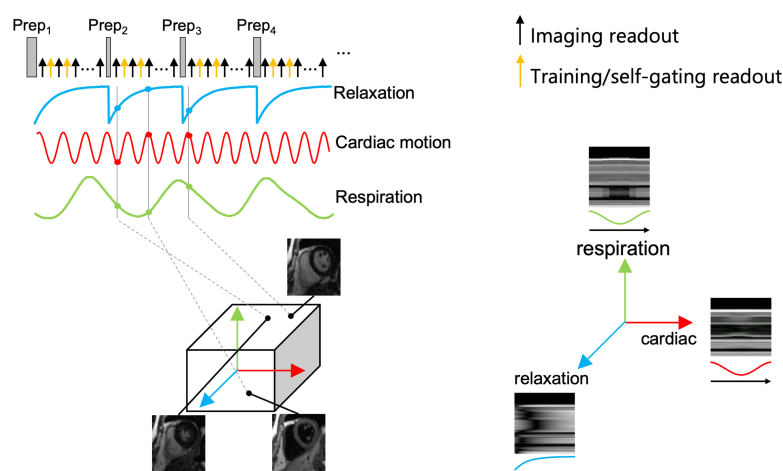 Prep₁ Prep₂ Prep₃ Prep₄
... ... ... ... ...
Imaging readout
Training/self-gating readout
Relaxation
Cardiac motion
Respiration
respiration
cardiac
relaxation